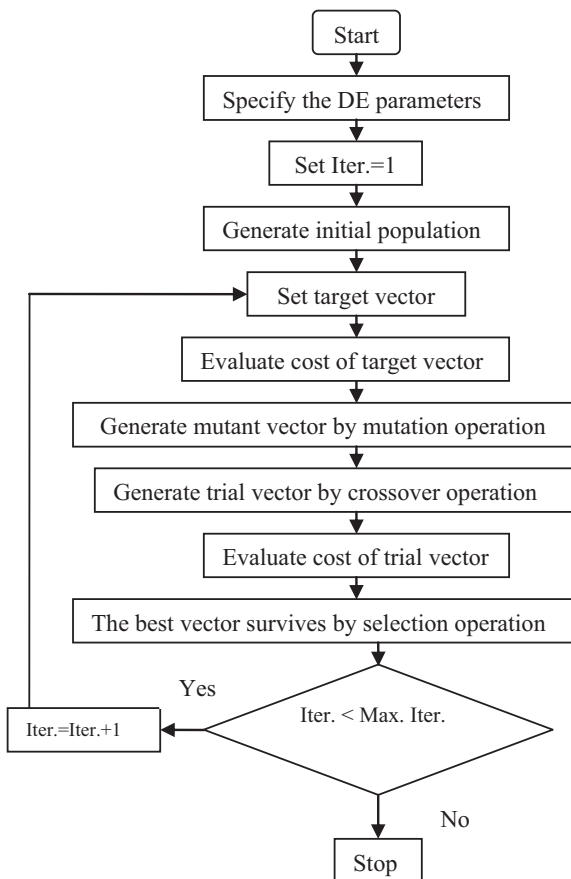 Start
Specify the DE parameters
Set Iter.=1
Generate initial population
Set target vector
Evaluate cost of target vector
Generate mutant vector by mutation operation
Generate trial vector by crossover operation
Evaluate cost of trial vector
The best vector survives by selection operation
Yes
Iter. < Max. Iter.
Iter.=Iter.+1
No
Stop